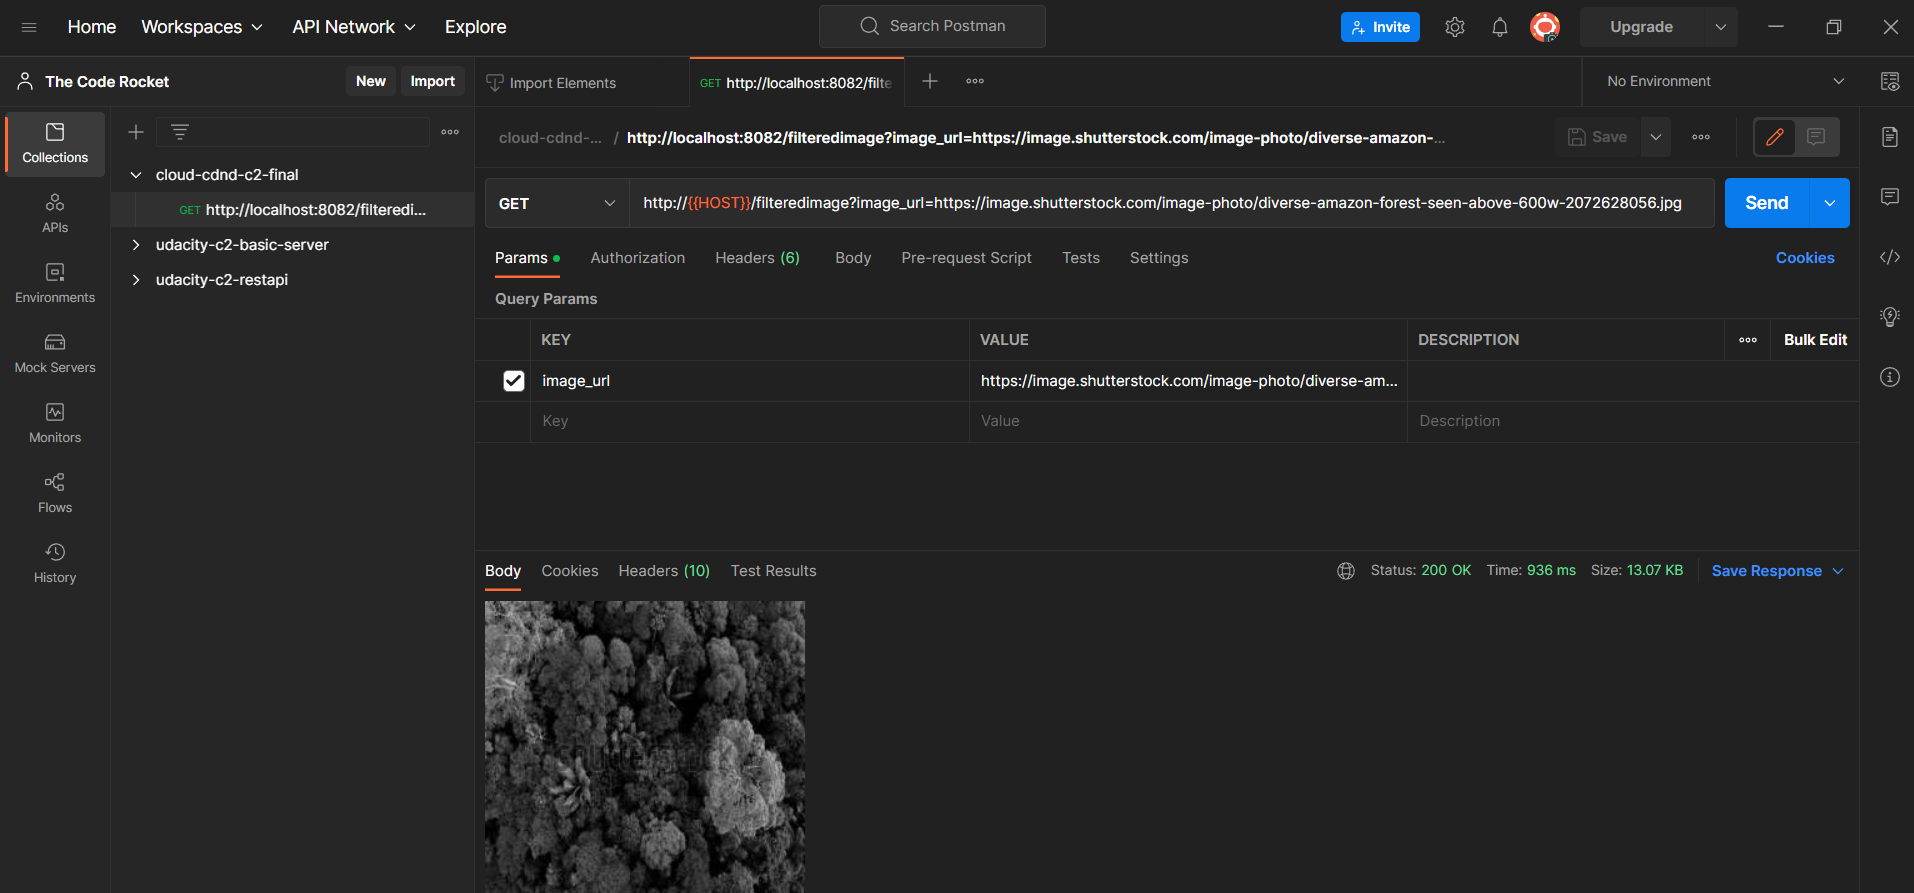 Home Workspaces API Network Explore Search Postman Invite Upgrade
The Code Rocket New Import Import Elements GET http://localhost:8082/filte No Environment
Collections
APIs
Environments
Mock Servers
Monitors
Flows
History
cloud-cdnd-c2-final
GET http://localhost:8082/filteredi...
udacity-c2-basic-server
udacity-c2-restapi
cloud-cdnd-... / http://localhost:8082/filteredimage?image_url=https://image.shutterstock.com/image-photo/diverse-amazon-... Save
GET http://{{HOST}}/filteredimage?image_url=https://image.shutterstock.com/image-photo/diverse-amazon-forest-seen-above-600w-2072628056.jpg Send
Params Authorization Headers (6) Body Pre-request Script Tests Settings Cookies
Query Params
KEY VALUE DESCRIPTION Bulk Edit
image_url https://image.shutterstock.com/image-photo/diverse-am...
Key Value Description
Body Cookies Headers (10) Test Results Status: 200 OK Time: 936 ms Size: 13.07 KB Save Response
shutterstock